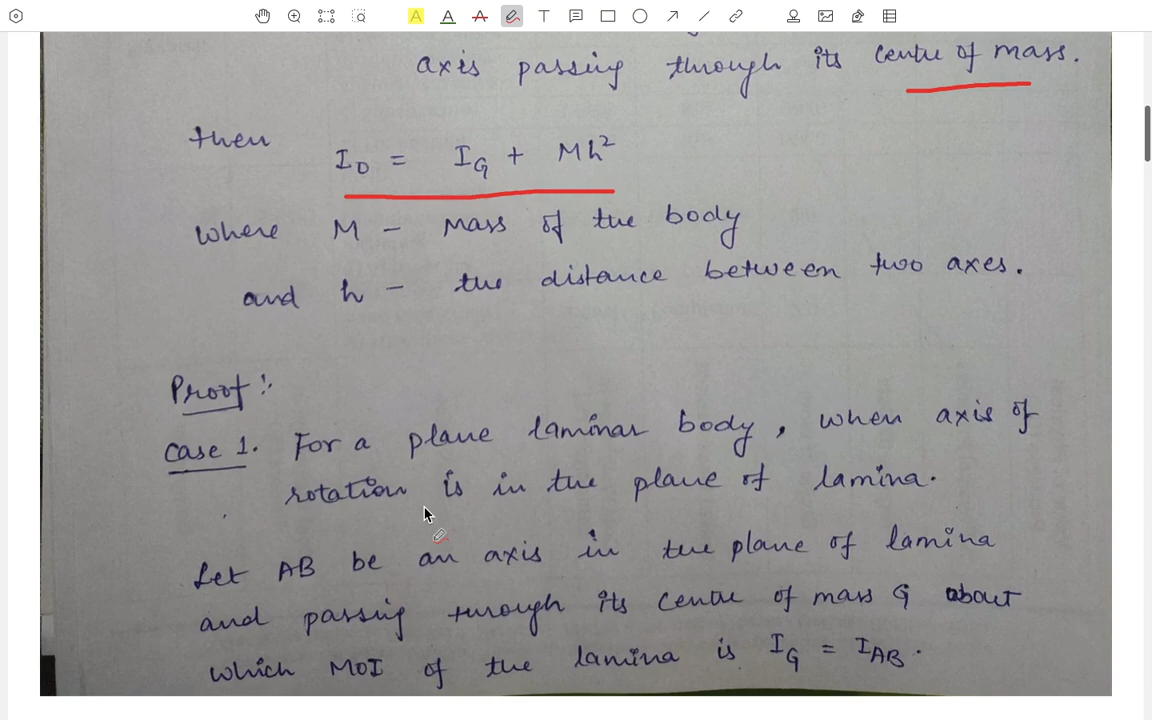 axis passing through its centre of mass.
then
I_O = I_G + Mh²
where M - Mass of the body
and h - the distance between two axes.
Proof :
Case 1. For a plane laminar body, when axis of
rotation is in the plane of lamina.
Let AB be an axis in the plane of lamina
and passing through its centre of mass G about
which MOI of the lamina is I_G = I_AB.